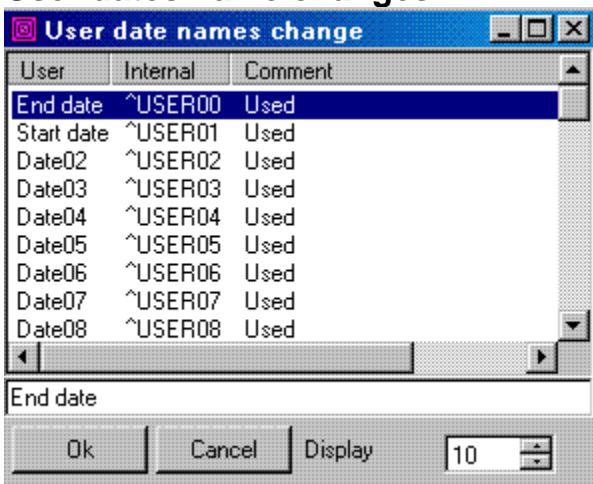 User date names change
User Internal Comment
End date ^USER00 Used
Start date ^USER01 Used
Date02 ^USER02 Used
Date03 ^USER03 Used
Date04 ^USER04 Used
Date05 ^USER05 Used
Date06 ^USER06 Used
Date07 ^USER07 Used
Date08 ^USER08 Used
End date
Ok Cancel Display 10